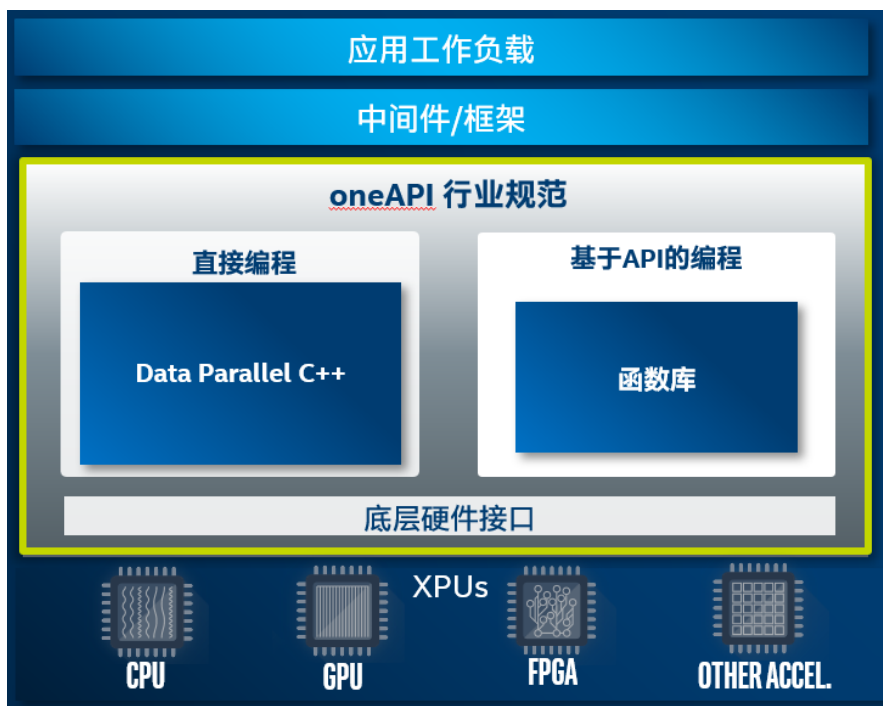 应用工作负载
中间件/框架
oneAPI 行业规范
直接编程
基于API的编程
Data Parallel C++
函数库
底层硬件接口
XPUs
CPU
GPU
FPGA
OTHER ACCEL.